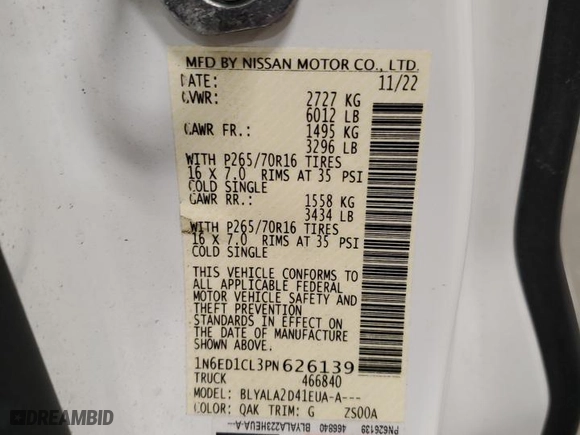 MFD BY NISSAN MOTOR CO., LTD.
DATE: 11/22
GVWR: 2727 KG
6012 LB
GAWR FR.: 1495 KG
3296 LB
WITH P265/70R16 TIRES
16 X 7.0 RIMS AT 35 PSI
COLD SINGLE
GAWR RR.: 1558 KG
3434 LB
WITH P265/70R16 TIRES
16 X 7.0 RIMS AT 35 PSI
COLD SINGLE
THIS VEHICLE CONFORMS TO
ALL APPLICABLE FEDERAL
MOTOR VEHICLE SAFETY AND
THEFT PREVENTION
STANDARDS IN EFFECT ON
THE DATE OF MANUFACTURE
SHOWN ABOVE.
1N6ED1CL3PN626139
TRUCK 466840
MODEL: BLYALA2D41EUA-A---
COLOR: QAK TRIM: G ZS00A
PN626139 466840 BLYALA223HEUA-A--
DREAMBID